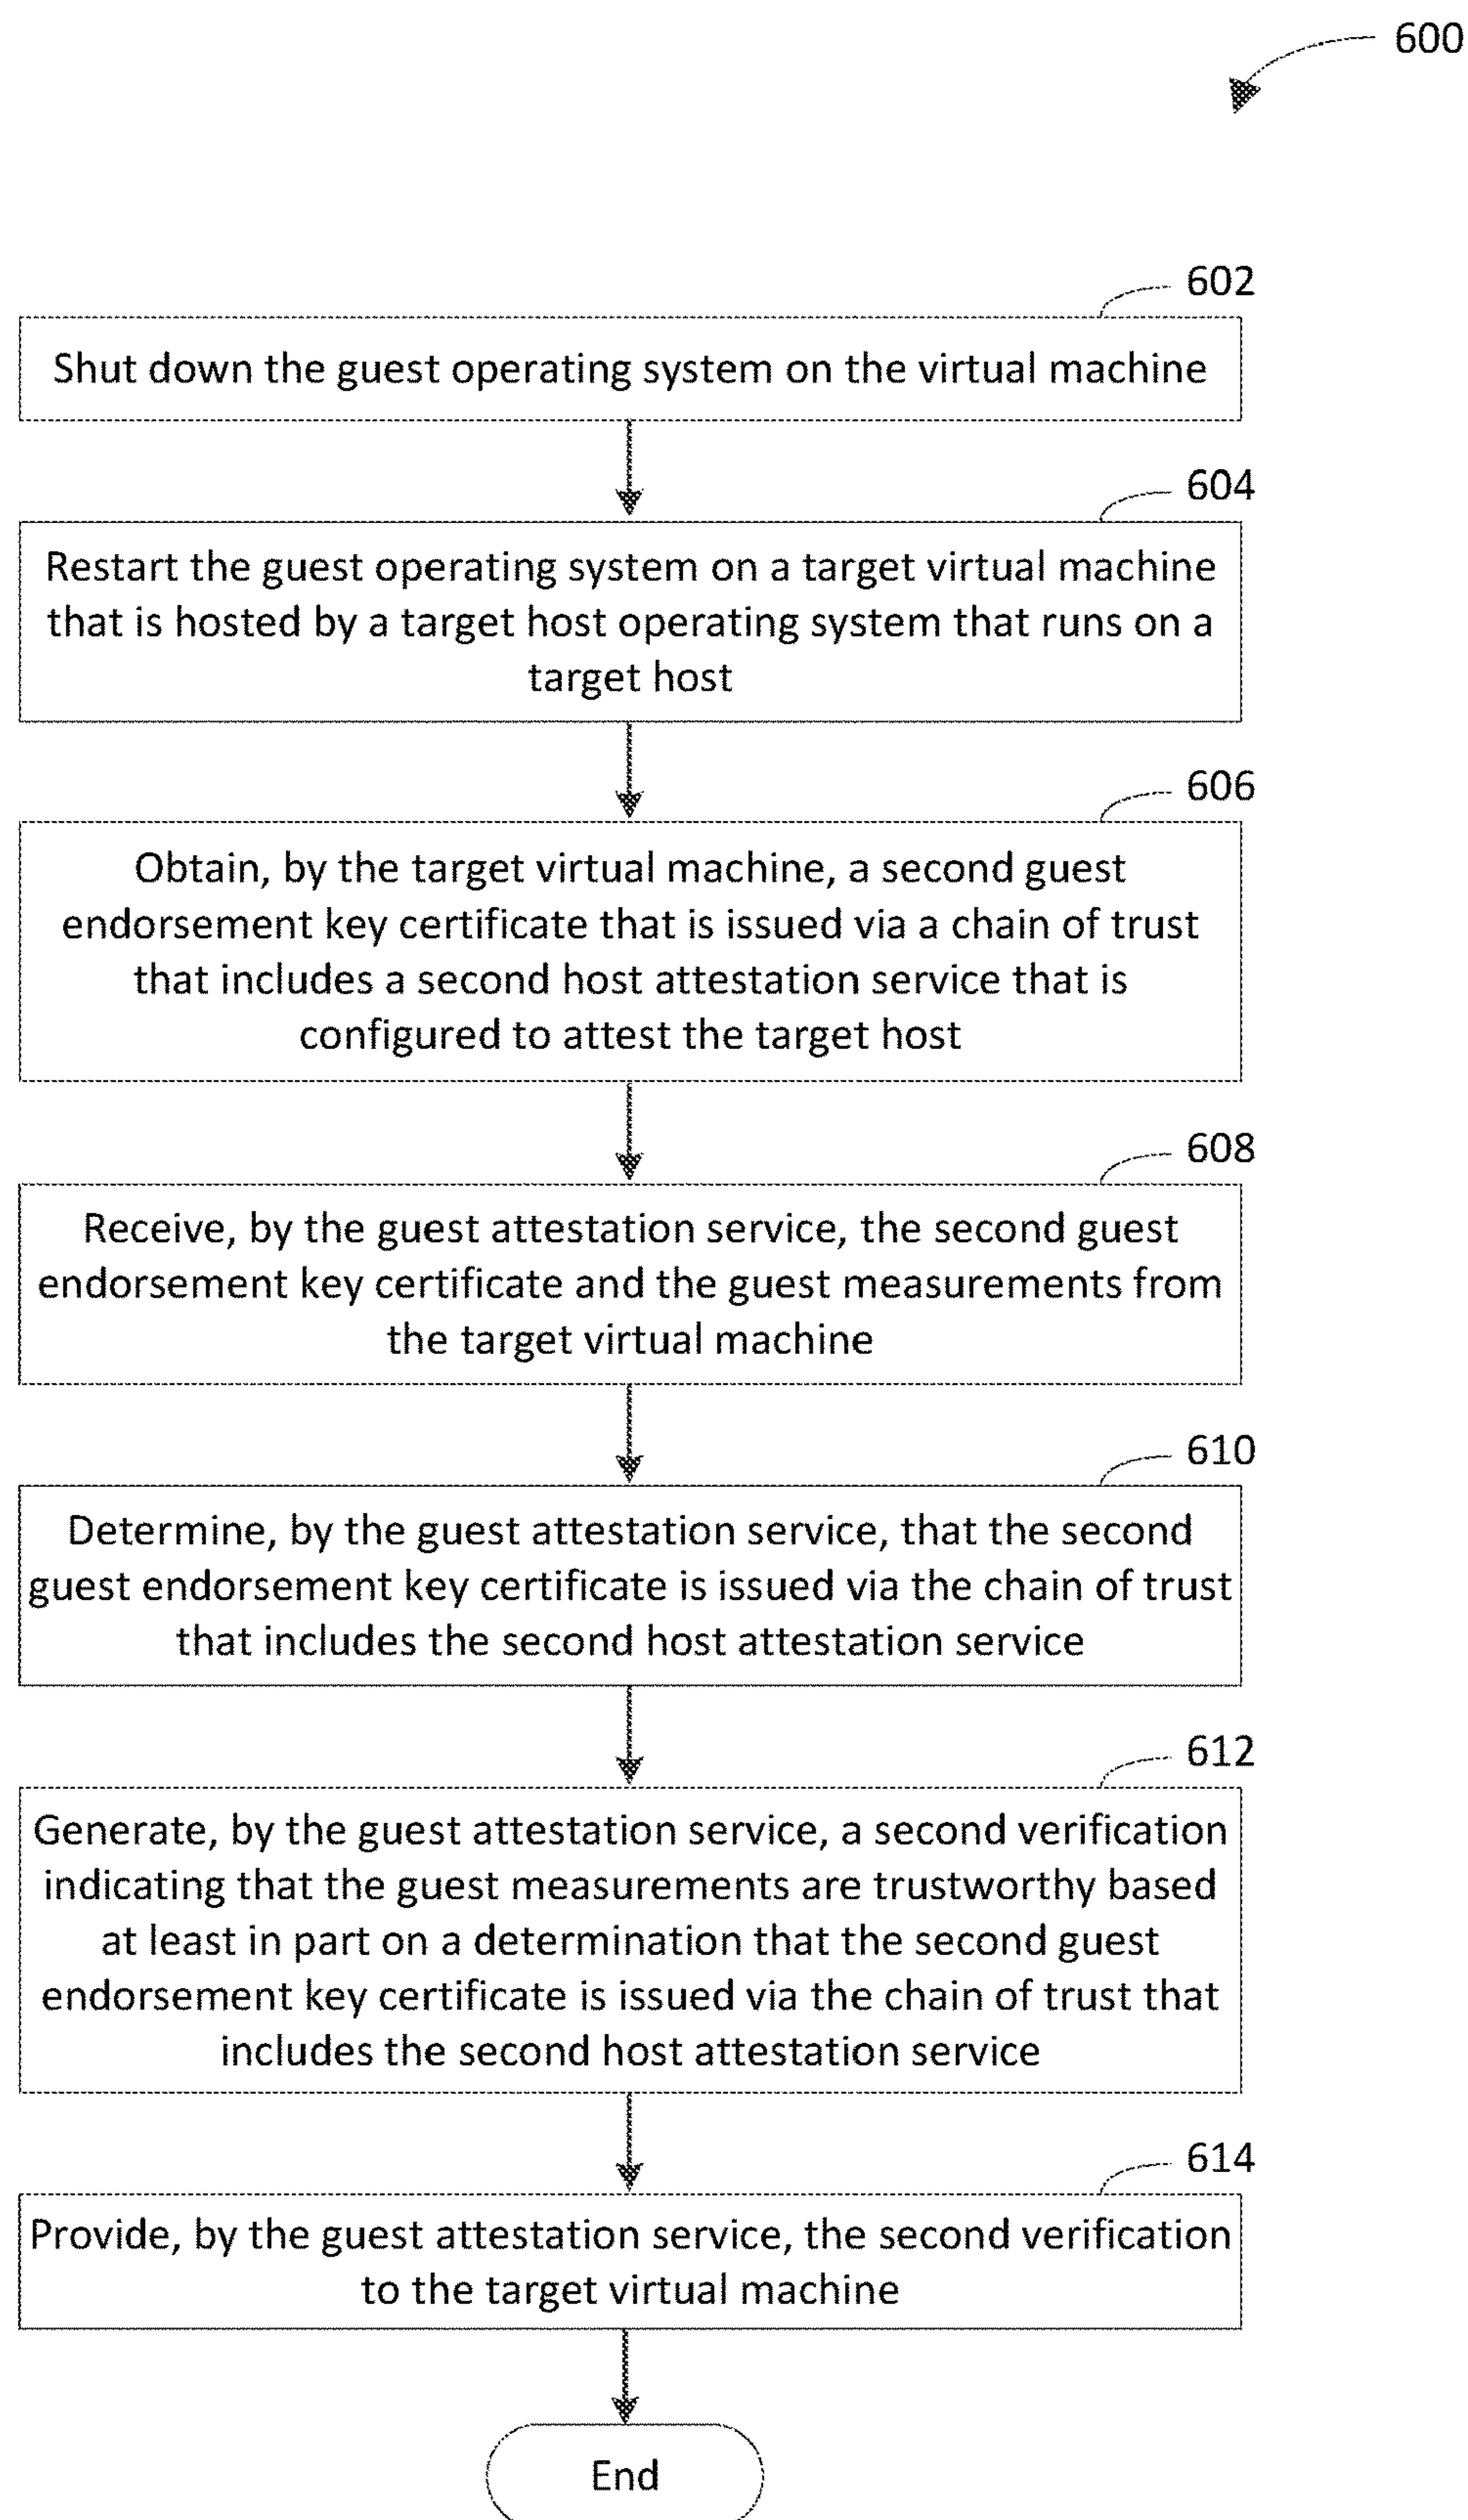 600
602
Shut down the guest operating system on the virtual machine
604
Restart the guest operating system on a target virtual machine
that is hosted by a target host operating system that runs on a
target host
606
Obtain, by the target virtual machine, a second guest
endorsement key certificate that is issued via a chain of trust
that includes a second host attestation service that is
configured to attest the target host
608
Receive, by the guest attestation service, the second guest
endorsement key certificate and the guest measurements from
the target virtual machine
610
Determine, by the guest attestation service, that the second
guest endorsement key certificate is issued via the chain of trust
that includes the second host attestation service
612
Generate, by the guest attestation service, a second verification
indicating that the guest measurements are trustworthy based
at least in part on a determination that the second guest
endorsement key certificate is issued via the chain of trust that
includes the second host attestation service
614
Provide, by the guest attestation service, the second verification
to the target virtual machine
End